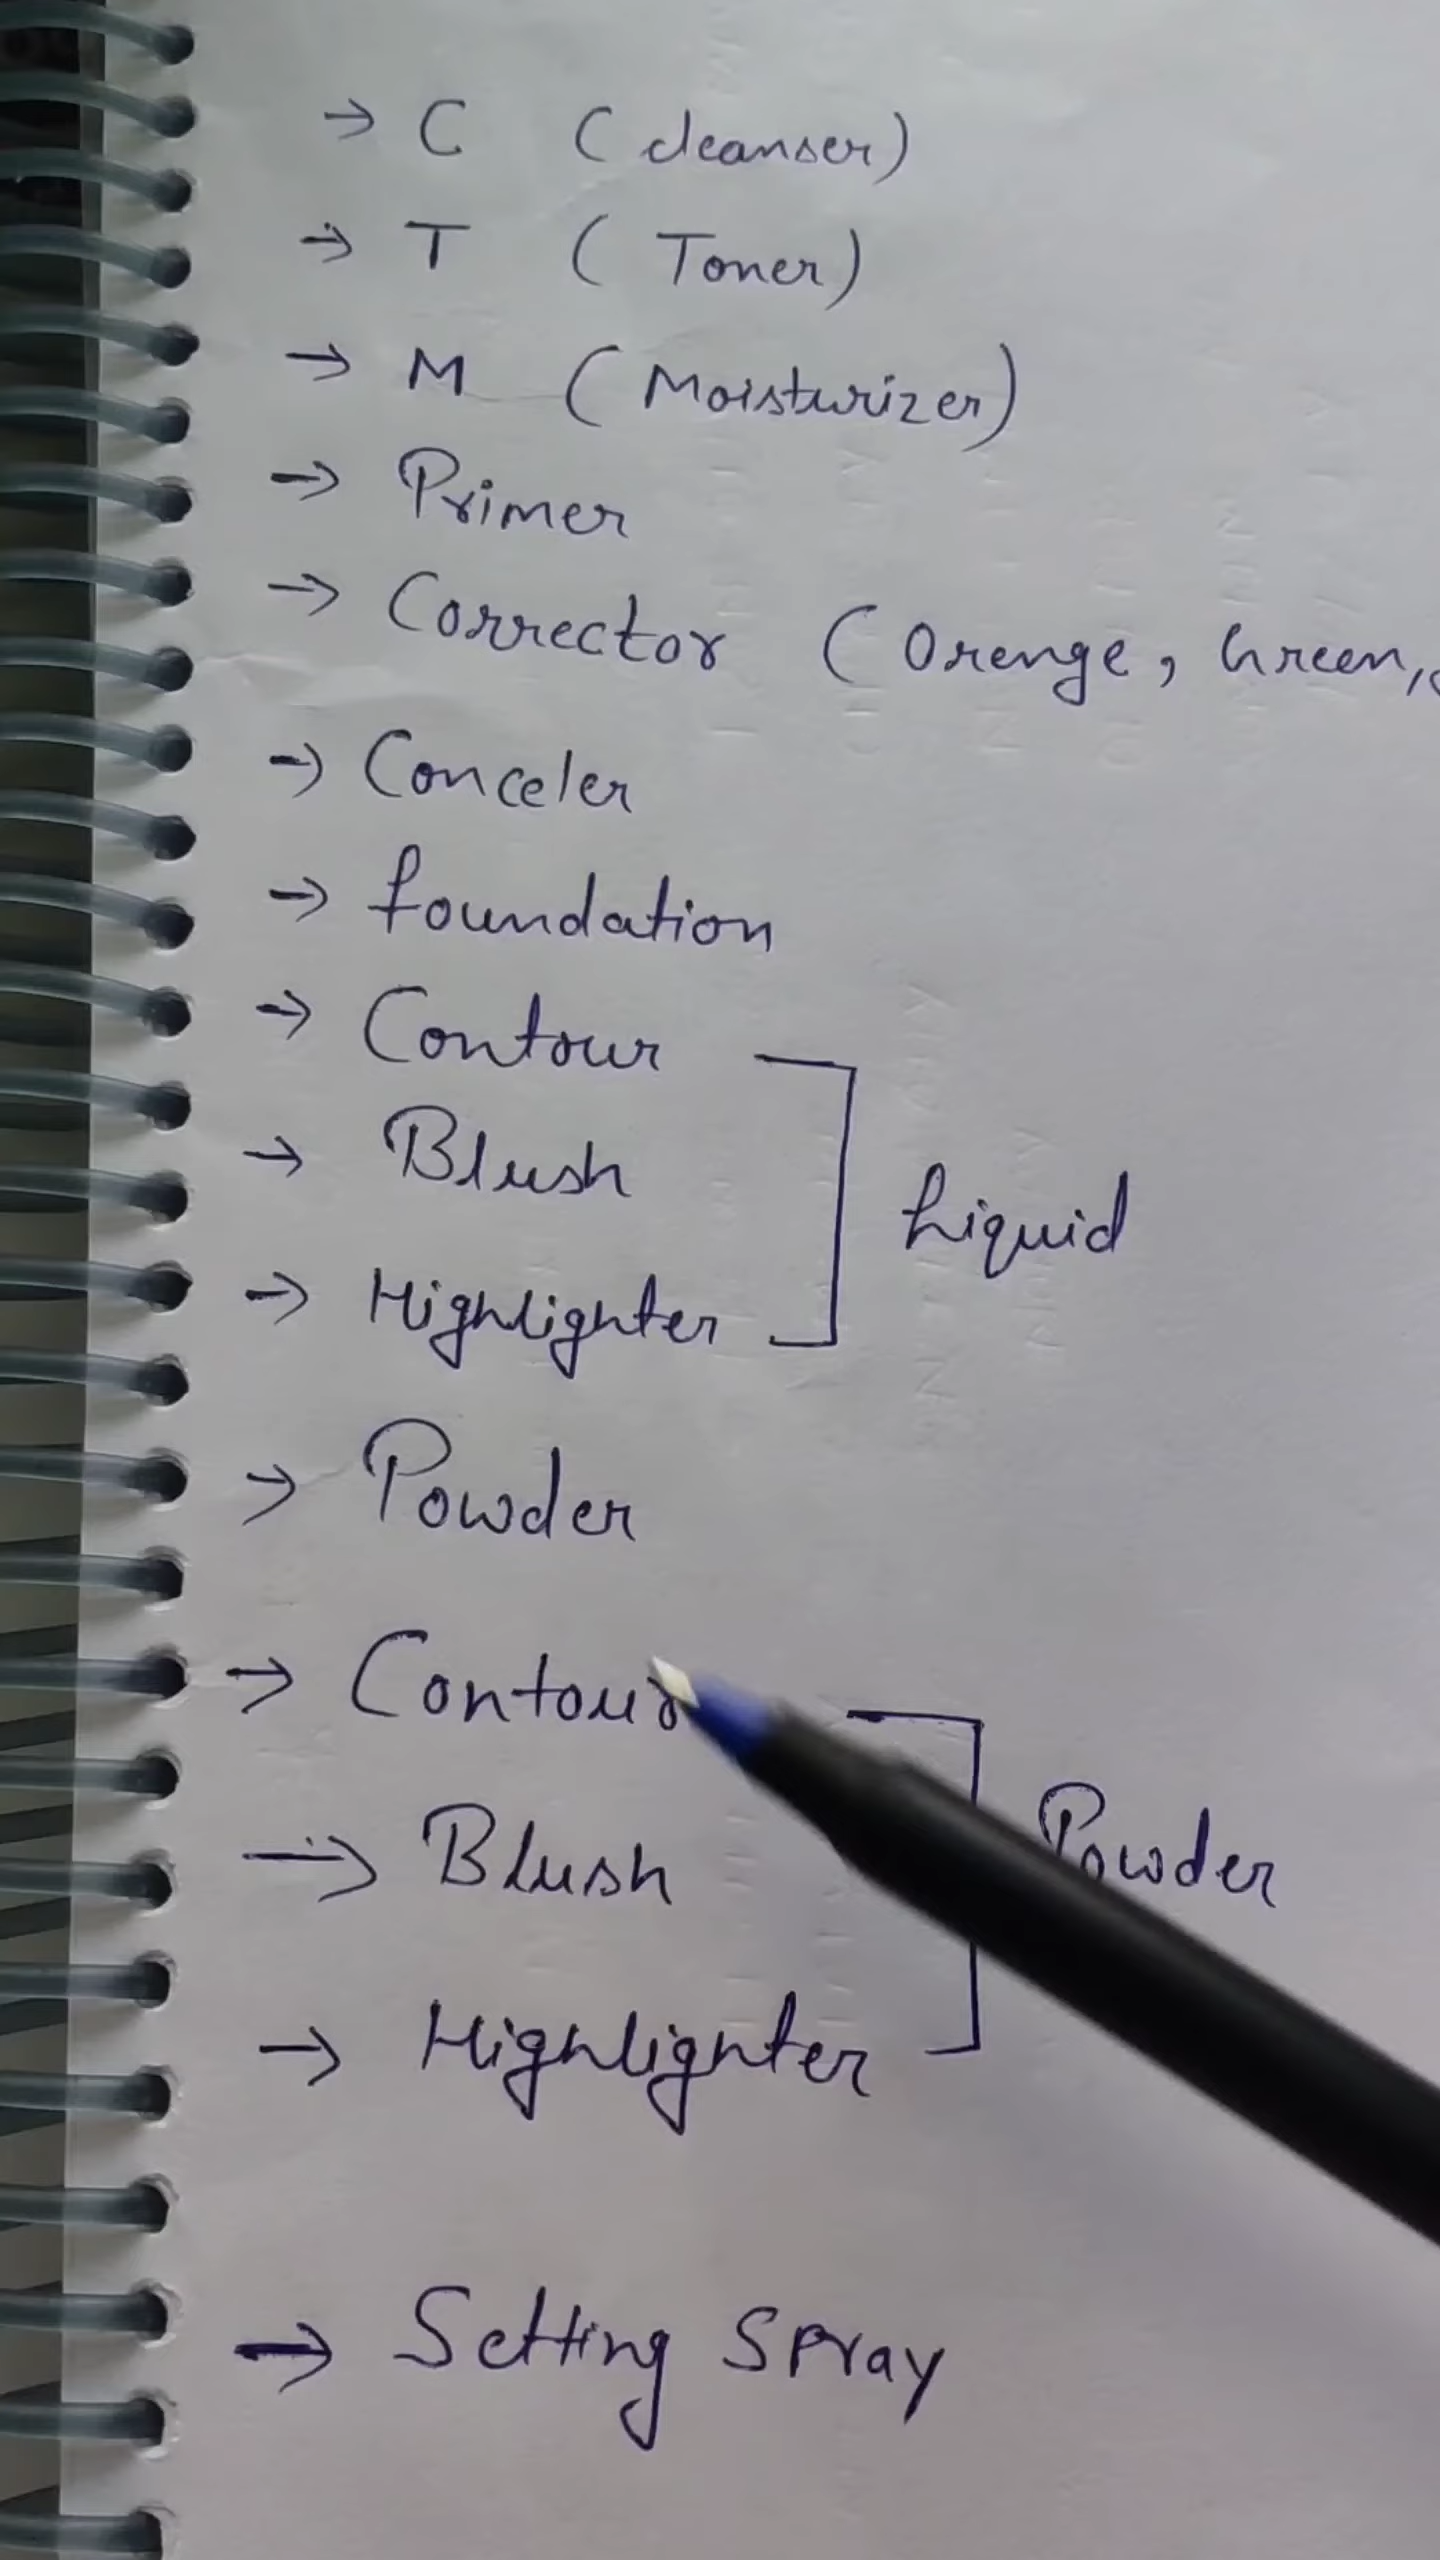 → C (cleanser)
→ T (Toner)
→ M (Moisturizer)
→ Primer
→ Corrector (Orenge, Green,
→ Conceler
→ foundation
→ Contour
→ Blush
Liquid
→ Highlighter
→ Powder
→ Contour
→ Blush
Powder
→ Highlighter
→ Setting Spray